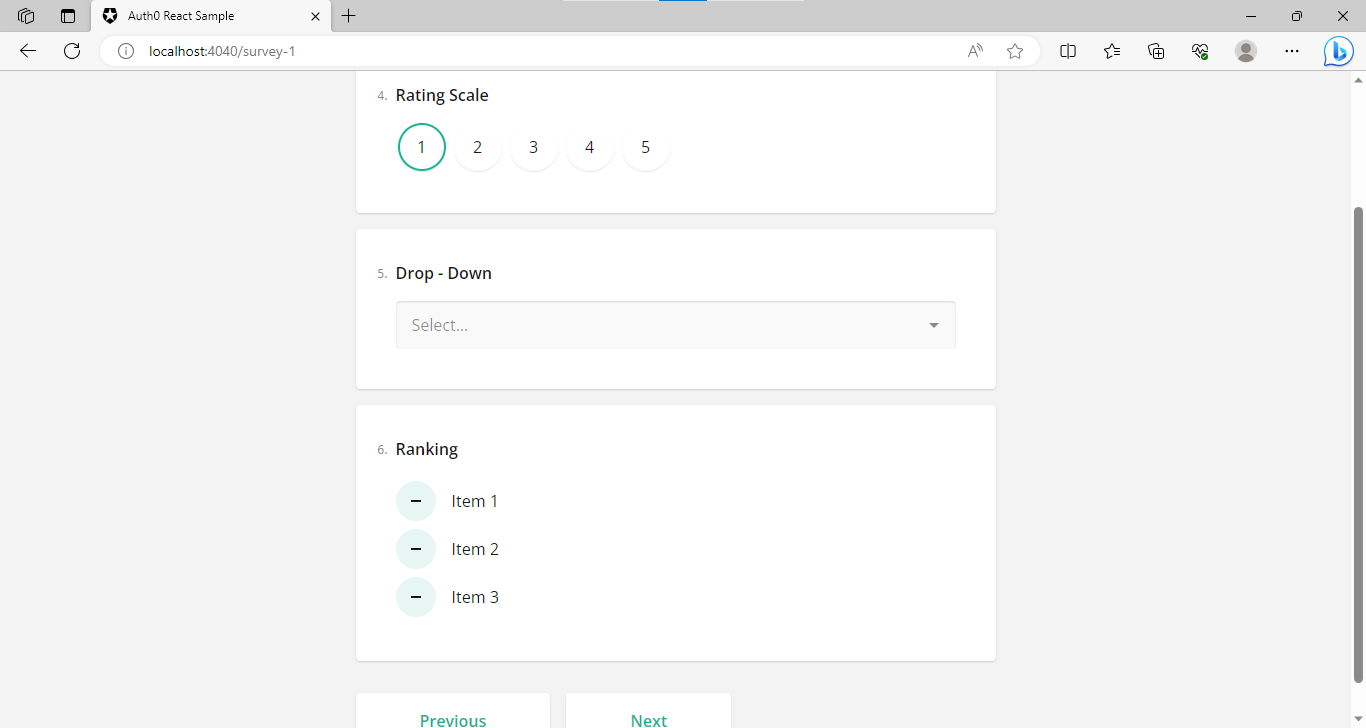 Auth0 React Sample
localhost:4040/survey-1
4. Rating Scale
1 2 3 4 5
5. Drop - Down
Select...
6. Ranking
Item 1
Item 2
Item 3
Previous Next